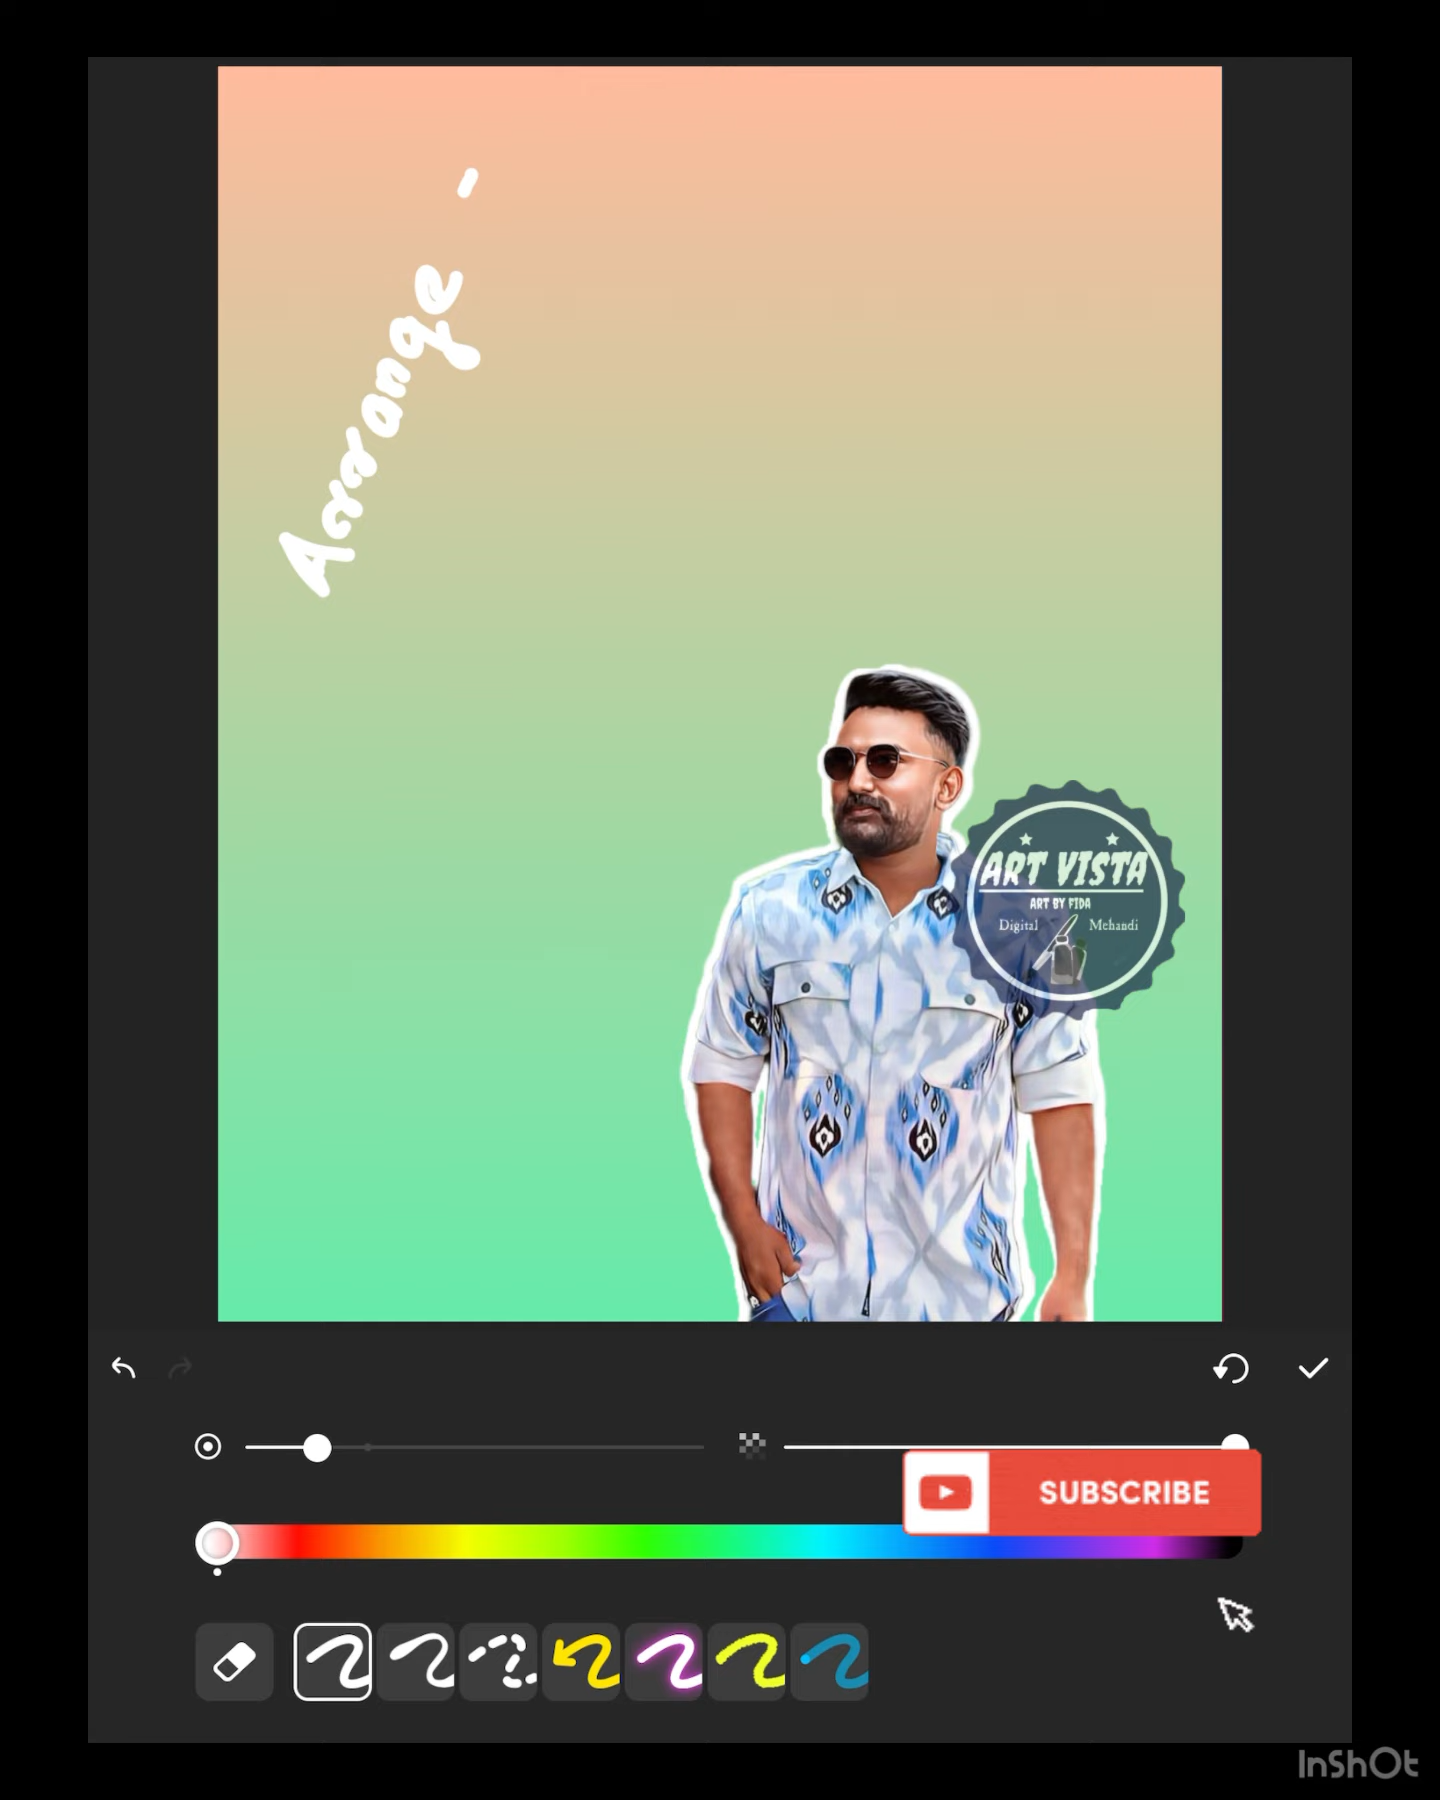 Arrange -
ART VISTA
ART BY FIDA
Digital Mehandi
SUBSCRIBE
InShOt